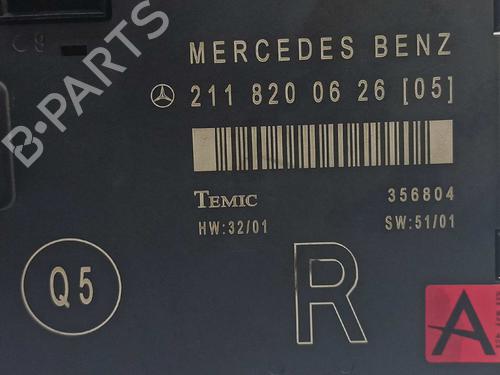 B-PARTS
MERCEDES BENZ
211 820 06 26 [05]
TEMIC 356804
HW:32/01 SW:51/01
Q5
R
A